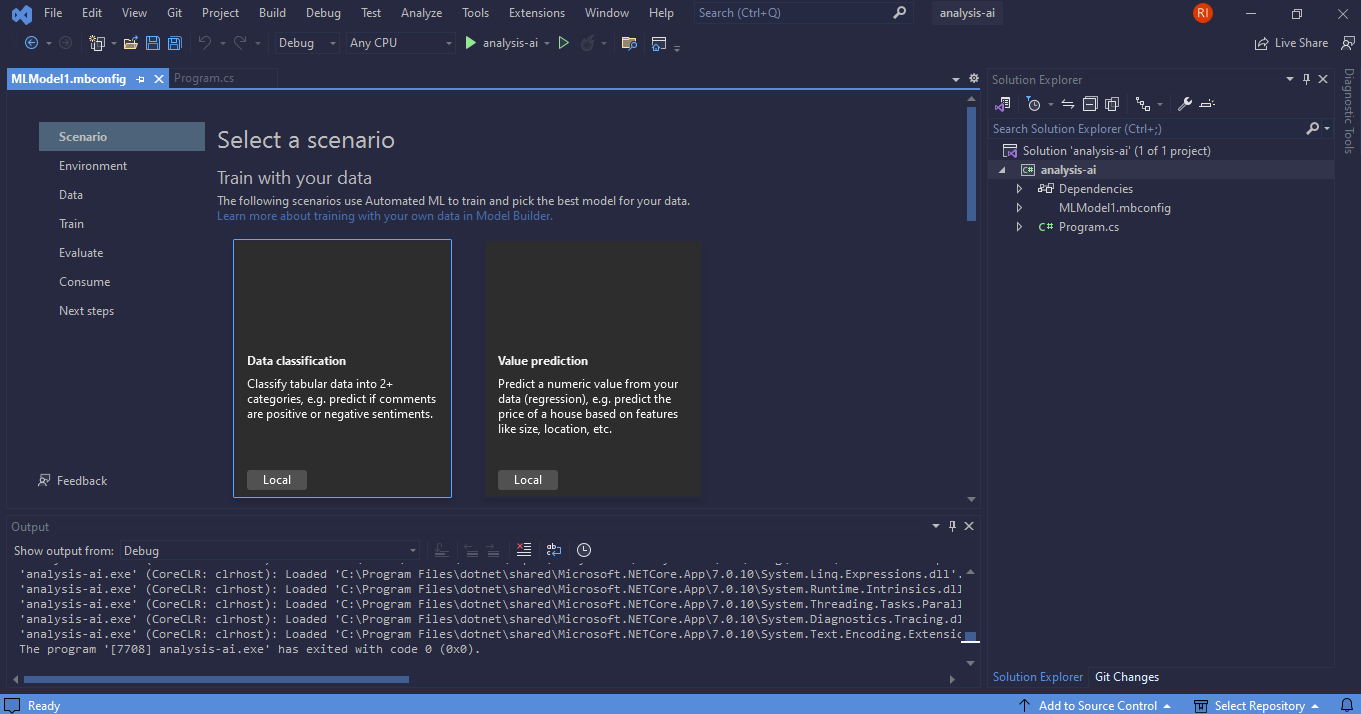 File Edit View Git Project Build Debug Test Analyze Tools Extensions Window Help Search (Ctrl+Q) analysis-ai RI
Debug Any CPU analysis-ai Live Share
MLModel1.mbconfig Program.cs
Scenario
Environment
Data
Train
Evaluate
Consume
Next steps
Feedback
Select a scenario
Train with your data
The following scenarios use Automated ML to train and pick the best model for your data.
Learn more about training with your own data in Model Builder.
Data classification
Classify tabular data into 2+
categories, e.g. predict if comments
are positive or negative sentiments.
Local
Value prediction
Predict a numeric value from your
data (regression), e.g. predict the
price of a house based on features
like size, location, etc.
Local
Output
Show output from: Debug
'analysis-ai.exe' (CoreCLR: clrhost): Loaded 'C:\Program Files\dotnet\shared\Microsoft.NETCore.App\7.0.10\System.Linq.Expressions.dll'.
'analysis-ai.exe' (CoreCLR: clrhost): Loaded 'C:\Program Files\dotnet\shared\Microsoft.NETCore.App\7.0.10\System.Runtime.Intrinsics.dll
'analysis-ai.exe' (CoreCLR: clrhost): Loaded 'C:\Program Files\dotnet\shared\Microsoft.NETCore.App\7.0.10\System.Threading.Tasks.Parall
'analysis-ai.exe' (CoreCLR: clrhost): Loaded 'C:\Program Files\dotnet\shared\Microsoft.NETCore.App\7.0.10\System.Diagnostics.Tracing.dl
'analysis-ai.exe' (CoreCLR: clrhost): Loaded 'C:\Program Files\dotnet\shared\Microsoft.NETCore.App\7.0.10\System.Text.Encoding.Extensio
The program '[7708] analysis-ai.exe' has exited with code 0 (0x0).
Solution Explorer
Search Solution Explorer (Ctrl+;)
Solution 'analysis-ai' (1 of 1 project)
C# analysis-ai
Dependencies
MLModel1.mbconfig
C# Program.cs
Solution Explorer Git Changes
Diagnostic Tools
Ready Add to Source Control Select Repository